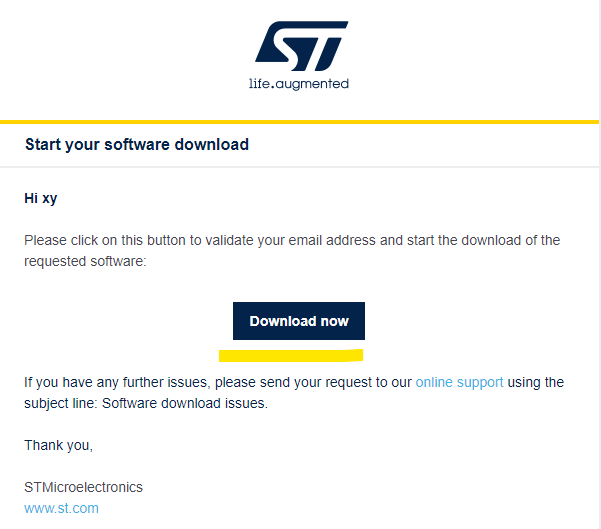 ST
life.augmented
Start your software download
Hi xy
Please click on this button to validate your email address and start the download of the
requested software:
Download now
If you have any further issues, please send your request to our online support using the
subject line: Software download issues.
Thank you,
STMicroelectronics
www.st.com